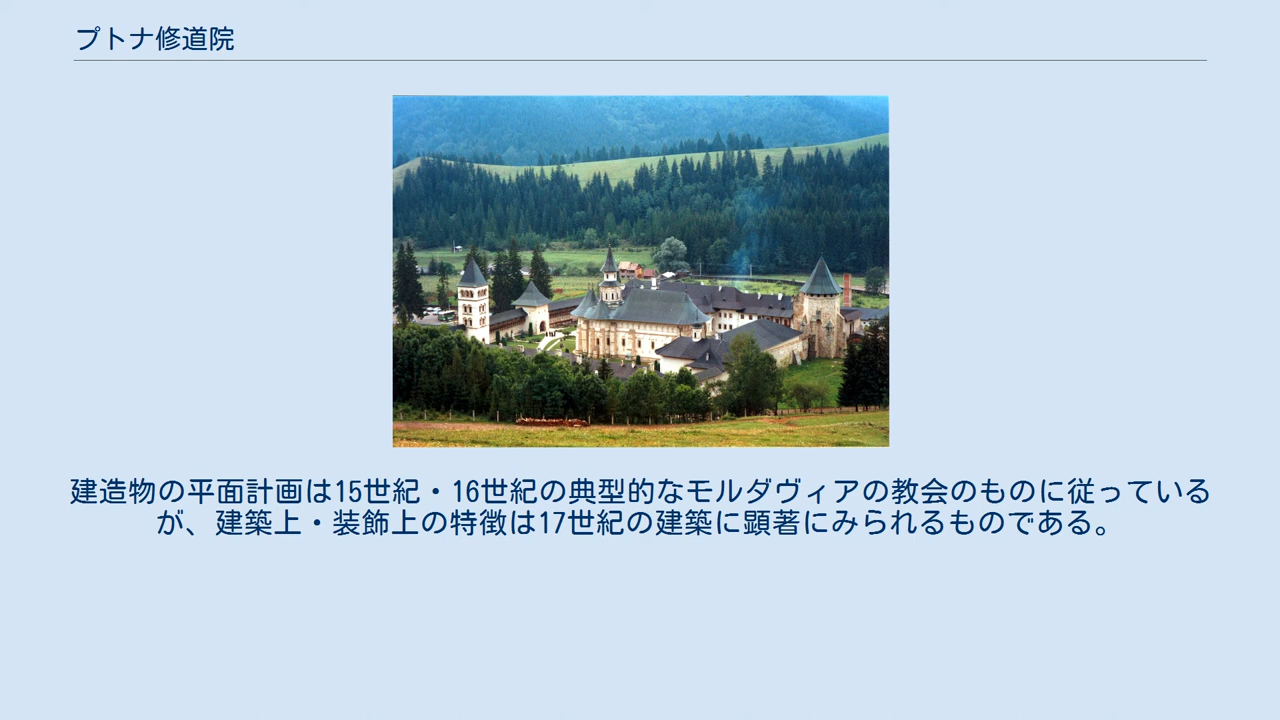 プトナ修道院
建造物の平面計画は15世紀・16世紀の典型的なモルダヴィアの教会のものに従っている
が、建築上・装飾上の特徴は17世紀の建築に顕著にみられるものである。